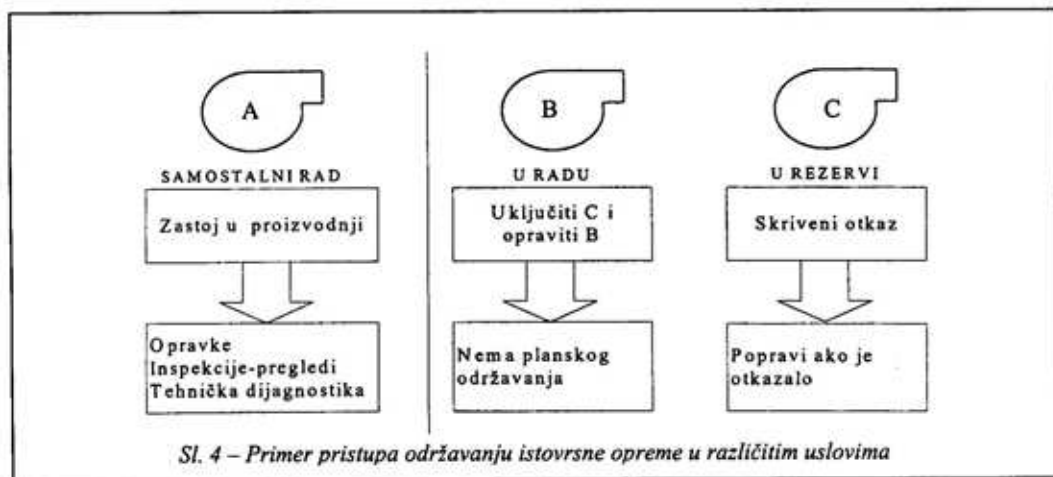 A
SAMOSTALNI RAD
Zastoj u proizvodnji
Opravke
Inspekcije-pregledi
Tehnička dijagnostika
B
U RADU
Uključiti C i
opraviti B
Nema planskog
održavanja
C
U REZERVI
Skriveni otkaz
Popravi ako je
otkazalo
Sl. 4 – Primer pristupa održavanju istovrsne opreme u različitim uslovima